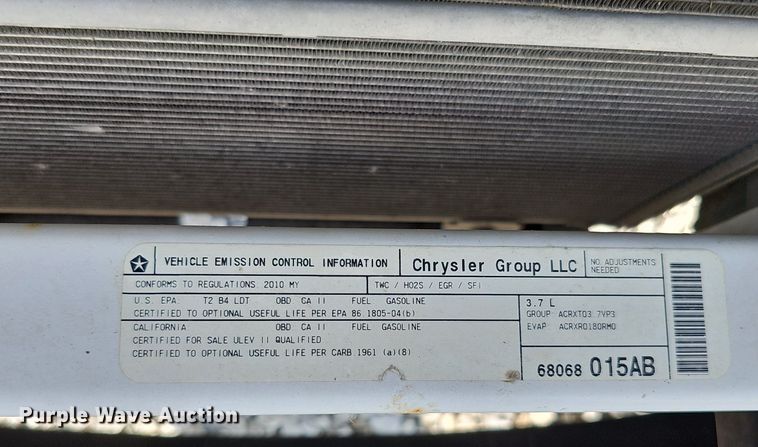 VEHICLE EMISSION CONTROL INFORMATION
Chrysler Group LLC
NO ADJUSTMENTS
NEEDED
CONFORMS TO REGULATIONS: 2010 MY
TWC / HO2S / EGR / SFI
U.S. EPA: T2 B4 LDT OBD CA II FUEL GASOLINE
CERTIFIED TO OPTIONAL USEFUL LIFE PER EPA 86.1805-04(b)
CALIFORNIA OBD CA II FUEL GASOLINE
CERTIFIED FOR SALE ULEV II QUALIFIED
CERTIFIED TO OPTIONAL USEFUL LIFE PER CARB 1961 (a)(8)
3.7 L
GROUP: ACRXT03.7VP3
EVAP: ACRXR0180RM0
68068 015AB
Purple Wave Auction